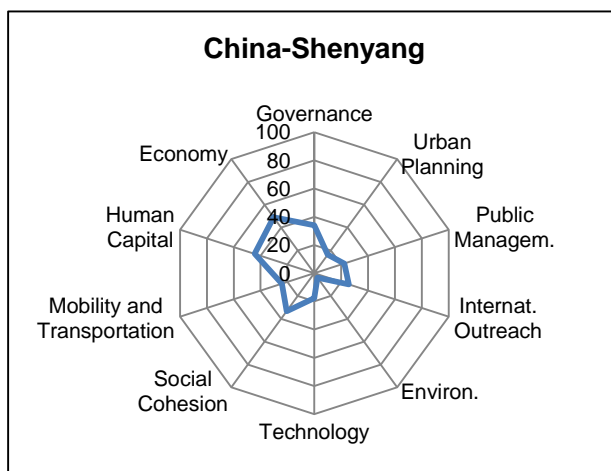 China-Shenyang
Governance
Urban
Planning
Public
Managem.
Internat.
Outreach
Environ.
Technology
Social
Cohesion
Mobility and
Transportation
Human
Capital
Economy
100
80
60
40
20
0